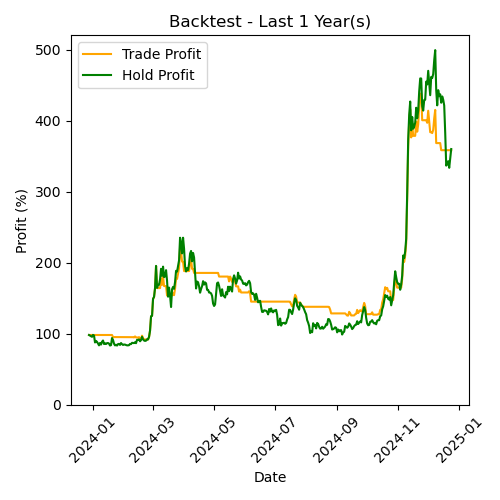 Backtest - Last 1 Year(s)
Trade Profit
Hold Profit
500
400
300
200
100
0
Profit (%)
2024-01
2024-03
2024-05
2024-07
2024-09
2024-11
2025-01
Date